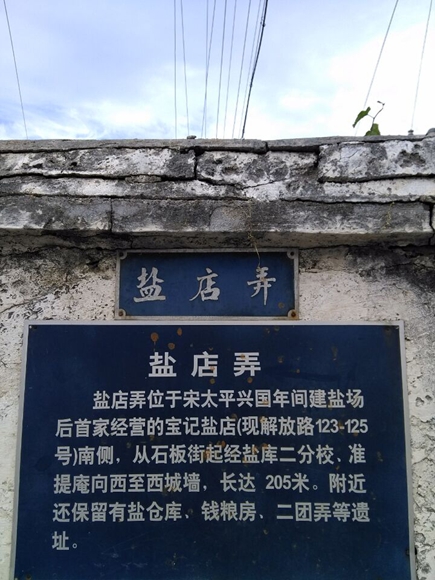 盐店弄
盐店弄
盐店弄位于宋太平兴国年间建盐场
后首家经营的宝记盐店(现解放路123-125
号)南侧，从石板街起经盐库二分校、准
提庵向西至西城墙，长达 205米。附近
还保留有盐仓库、钱粮房、二团弄等遗
址。